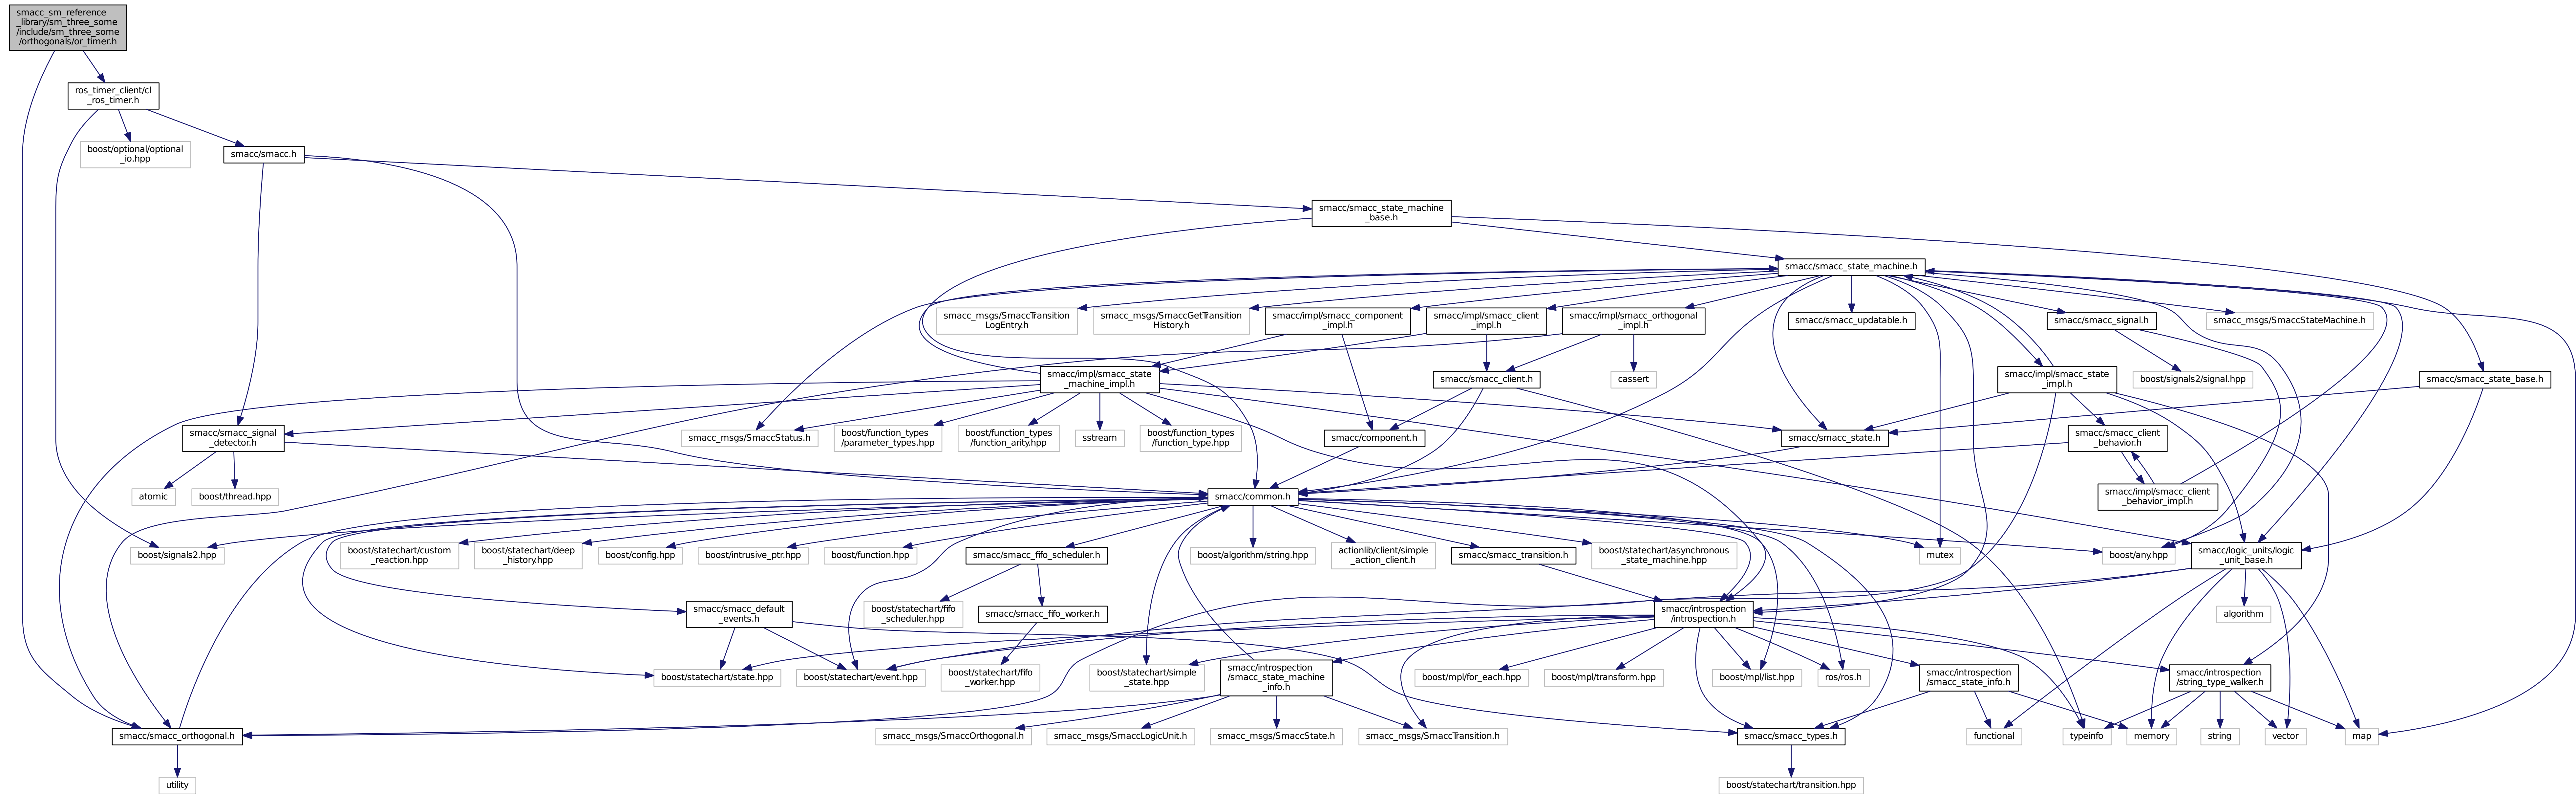 smacc_sm_reference
_library/sm_three_some
/include/sm_three_some
/orthogonals/or_timer.h
ros_timer_client/cl
_ros_timer.h
boost/optional/optional
_io.hpp
smacc/smacc.h
smacc/smacc_state_machine
_base.h
smacc/smacc_state_machine.h
smacc_msgs/SmaccTransition
LogEntry.h
smacc_msgs/SmaccGetTransition
History.h
smacc/impl/smacc_component
_impl.h
smacc/impl/smacc_client
_impl.h
smacc/impl/smacc_orthogonal
_impl.h
smacc/smacc_updatable.h
smacc/smacc_signal.h
smacc_msgs/SmaccStateMachine.h
smacc/impl/smacc_state
_machine_impl.h
smacc/smacc_client.h
cassert
smacc/impl/smacc_state
_impl.h
boost/signals2/signal.hpp
smacc/smacc_state_base.h
smacc/smacc_signal
_detector.h
smacc_msgs/SmaccStatus.h
boost/function_types
/parameter_types.hpp
boost/function_types
/function_arity.hpp
sstream
boost/function_types
/function_type.hpp
smacc/component.h
smacc/smacc_state.h
smacc/smacc_client
_behavior.h
atomic
boost/thread.hpp
smacc/common.h
smacc/impl/smacc_client
_behavior_impl.h
boost/signals2.hpp
boost/statechart/custom
_reaction.hpp
boost/statechart/deep
_history.hpp
boost/config.hpp
boost/intrusive_ptr.hpp
boost/function.hpp
smacc/smacc_fifo_scheduler.h
boost/algorithm/string.hpp
actionlib/client/simple
_action_client.h
smacc/smacc_transition.h
boost/statechart/asynchronous
_state_machine.hpp
mutex
boost/any.hpp
smacc/logic_units/logic
_unit_base.h
smacc/smacc_default
_events.h
boost/statechart/fifo
_scheduler.hpp
smacc/smacc_fifo_worker.h
smacc/introspection
/introspection.h
algorithm
boost/statechart/state.hpp
boost/statechart/event.hpp
boost/statechart/fifo
_worker.hpp
boost/statechart/simple
_state.hpp
smacc/introspection
/smacc_state_machine
_info.h
boost/mpl/for_each.hpp
boost/mpl/transform.hpp
boost/mpl/list.hpp
ros/ros.h
smacc/introspection
/smacc_state_info.h
smacc/introspection
/string_type_walker.h
smacc/smacc_orthogonal.h
smacc_msgs/SmaccOrthogonal.h
smacc_msgs/SmaccLogicUnit.h
smacc_msgs/SmaccState.h
smacc_msgs/SmaccTransition.h
smacc/smacc_types.h
functional
typeinfo
memory
string
vector
map
utility
boost/statechart/transition.hpp